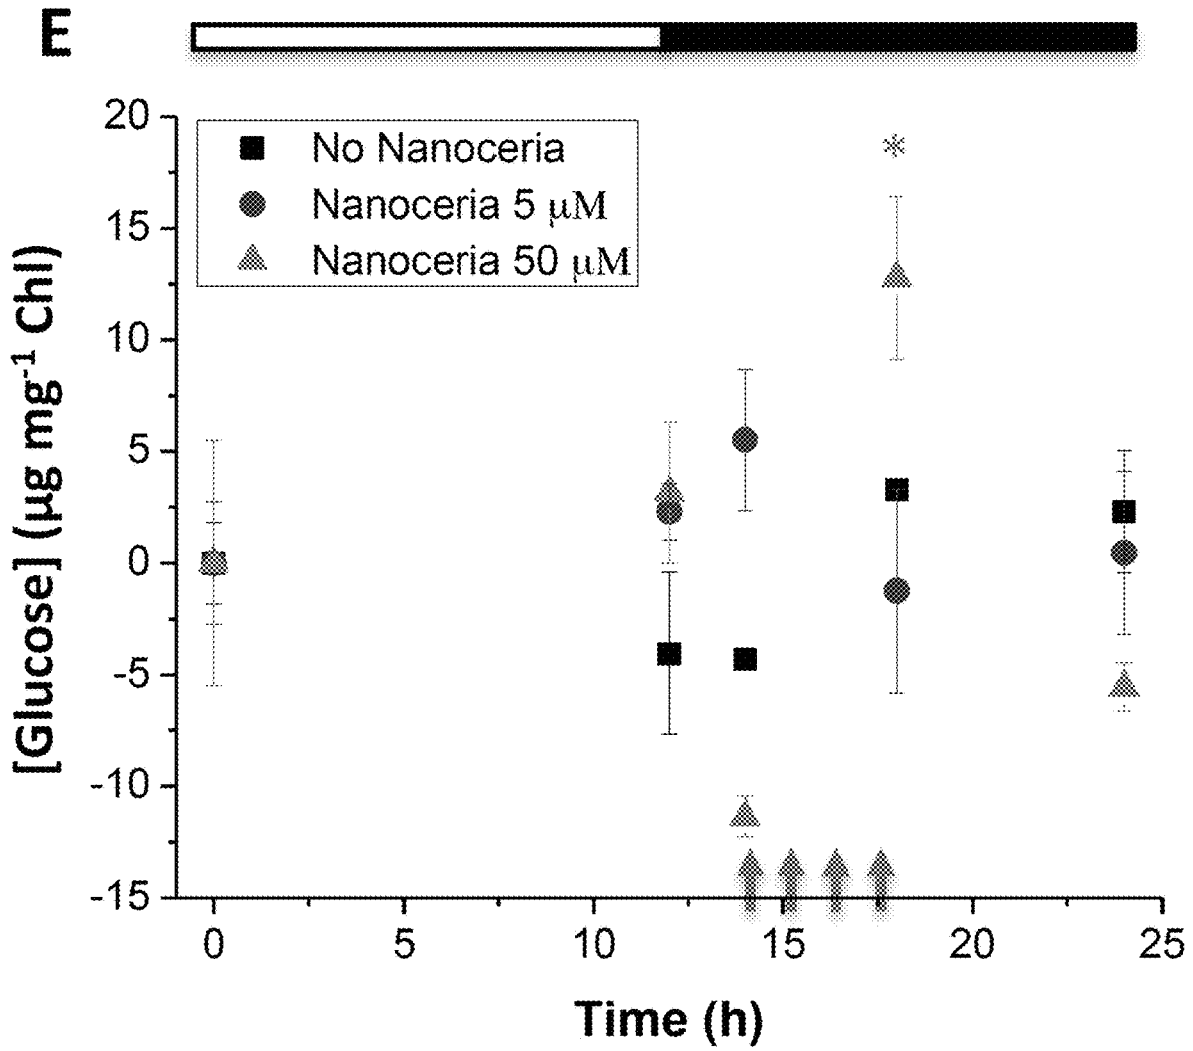 E
20
15
10
5
0
-5
-10
-15
[Glucose] (µg mg⁻¹ Chl)
No Nanoceria
Nanoceria 5 µM
Nanoceria 50 µM
*
0 5 10 15 20 25
Time (h)